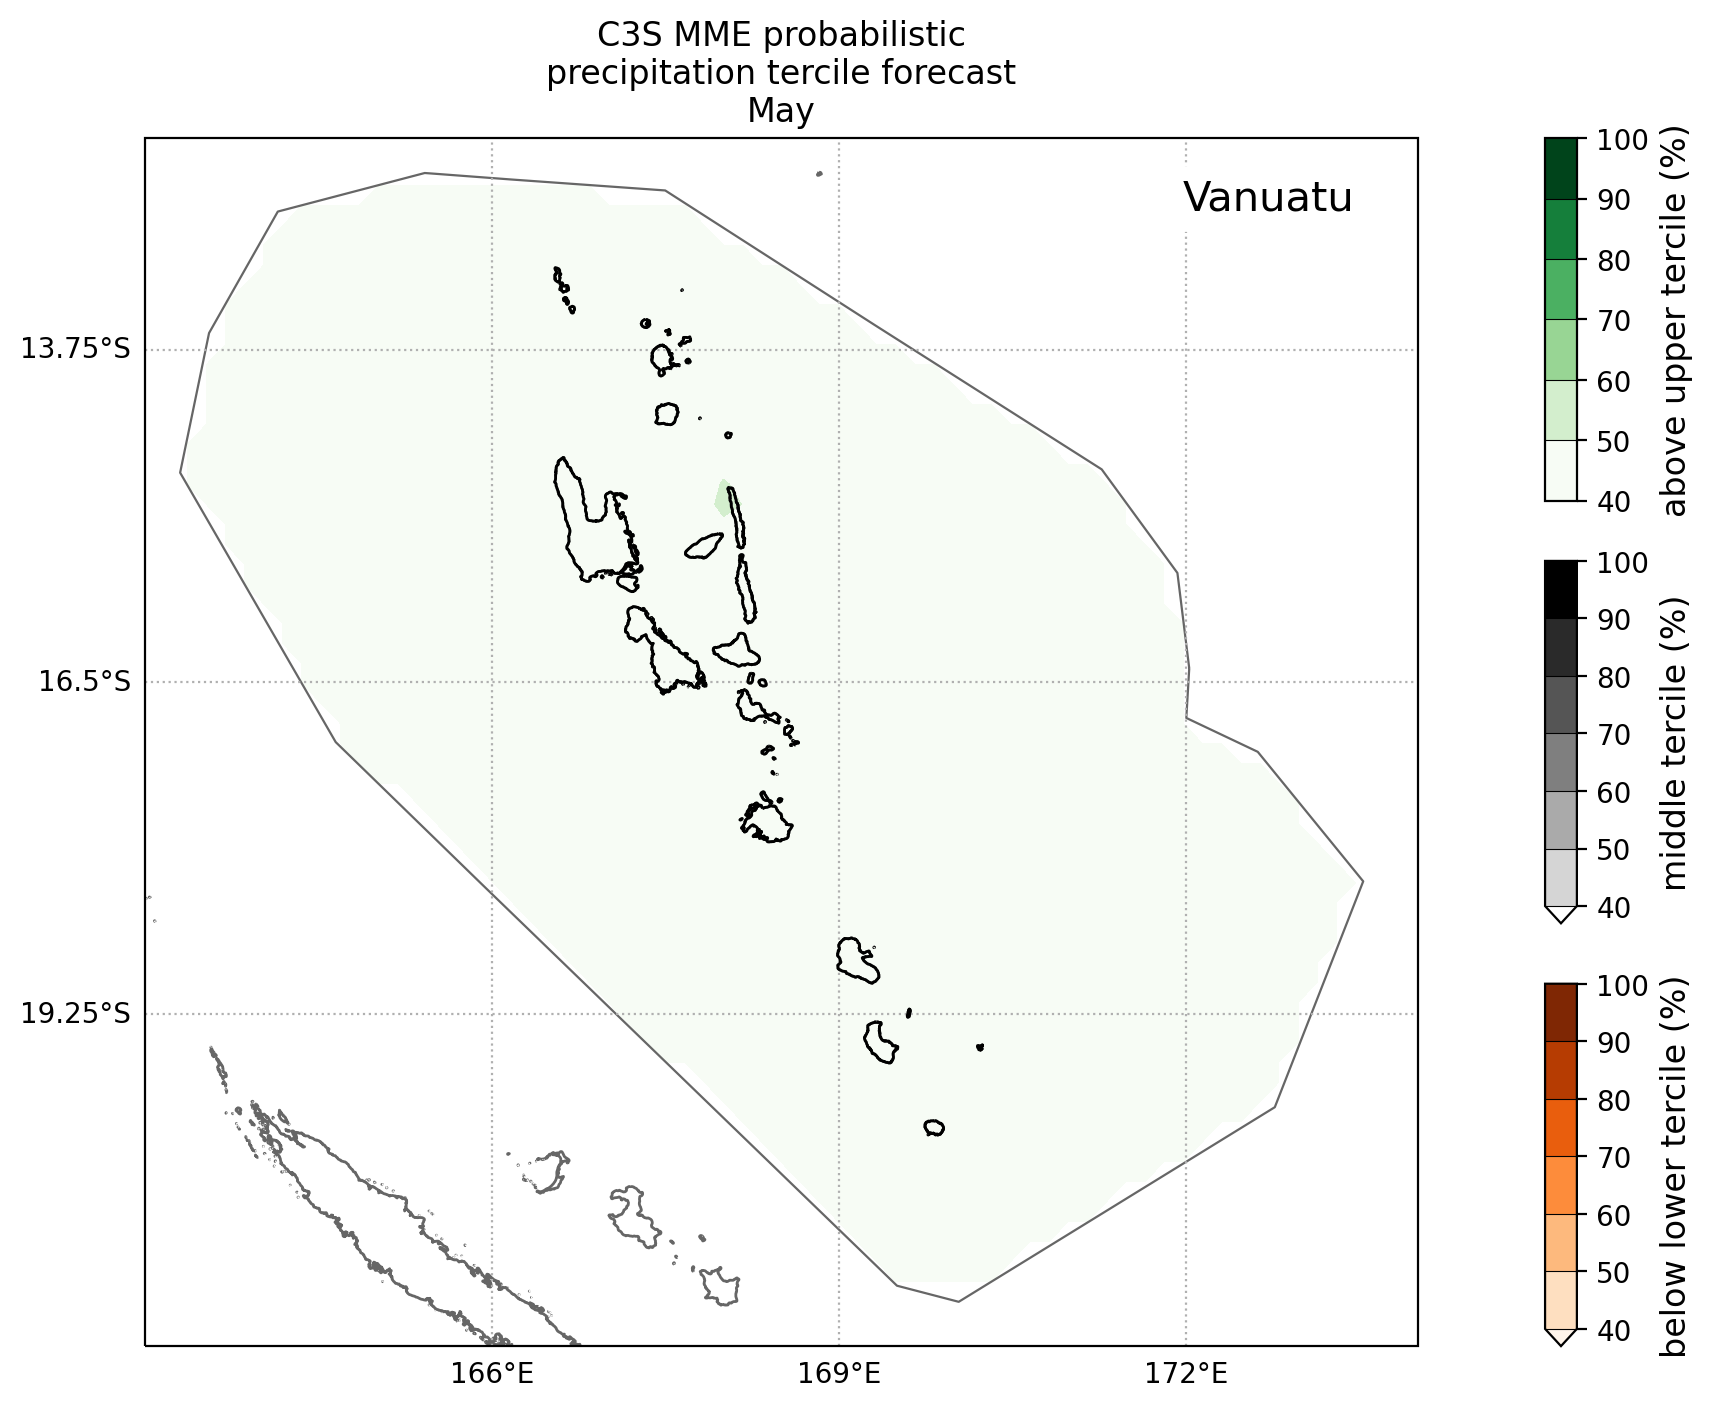 C3S MME probabilistic
precipitation tercile forecast
May
Vanuatu
13.75°S
16.5°S
19.25°S
166°E
169°E
172°E
100
90
80
70
60
50
40
above upper tercile (%)
100
90
80
70
60
50
40
middle tercile (%)
100
90
80
70
60
50
40
below lower tercile (%)